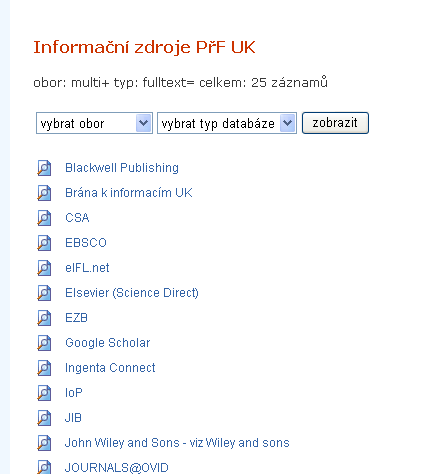 Informační zdroje PřF UK
obor: multi+ typ: fulltext= celkem: 25 záznamů
vybrat obor vybrat typ databáze zobrazit
Blackwell Publishing
Brána k informacím UK
CSA
EBSCO
eIFL.net
Elsevier (Science Direct)
EZB
Google Scholar
Ingenta Connect
IoP
JIB
John Wiley and Sons - viz Wiley and sons
JOURNALS@OVID